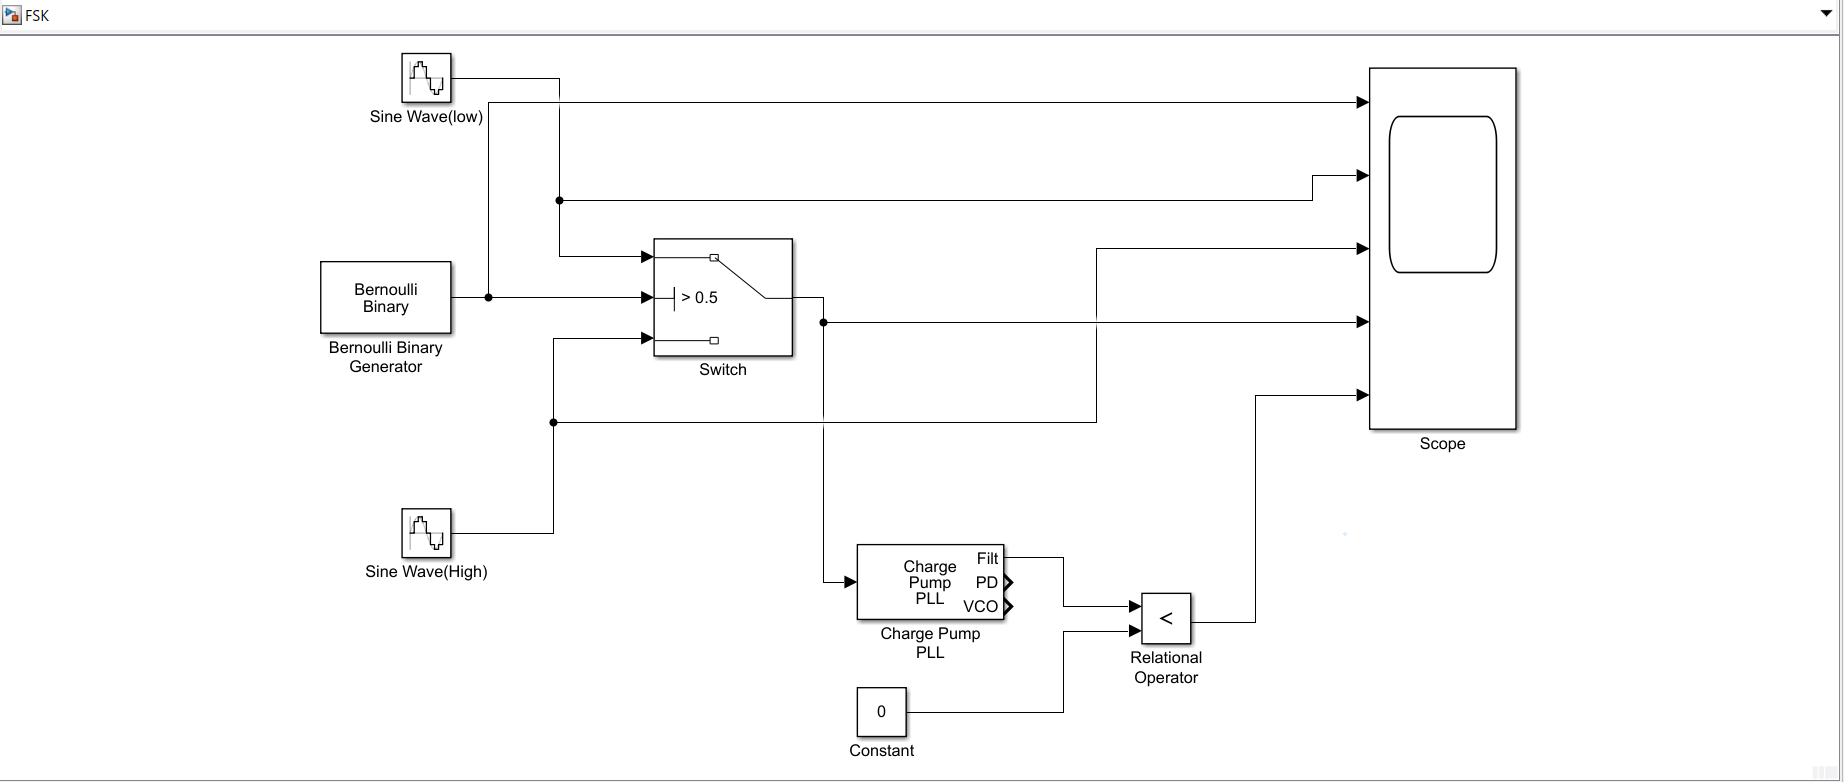 FSK
Sine Wave(low)
Bernoulli
Binary
Bernoulli Binary
Generator
> 0.5
Switch
Scope
Sine Wave(High)
Charge
Pump
PLL
Filt
PD
VCO
Charge Pump
PLL
<
Relational
Operator
0
Constant